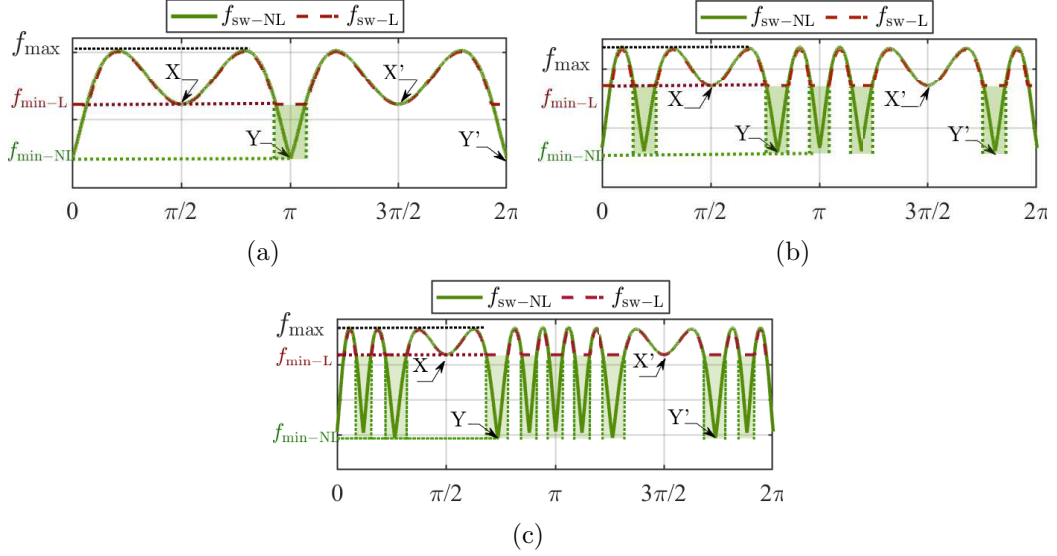 f_sw−NL f_sw−L
f_max
f_min−L
f_min−NL
X
X'
Y
Y'
0 π/2 π 3π/2 2π
(a)
f_sw−NL f_sw−L
f_max
f_min−L
f_min−NL
X
X'
Y
Y'
0 π/2 π 3π/2 2π
(b)
f_sw−NL f_sw−L
f_max
f_min−L
f_min−NL
X
X'
Y
Y'
0 π/2 π 3π/2 2π
(c)